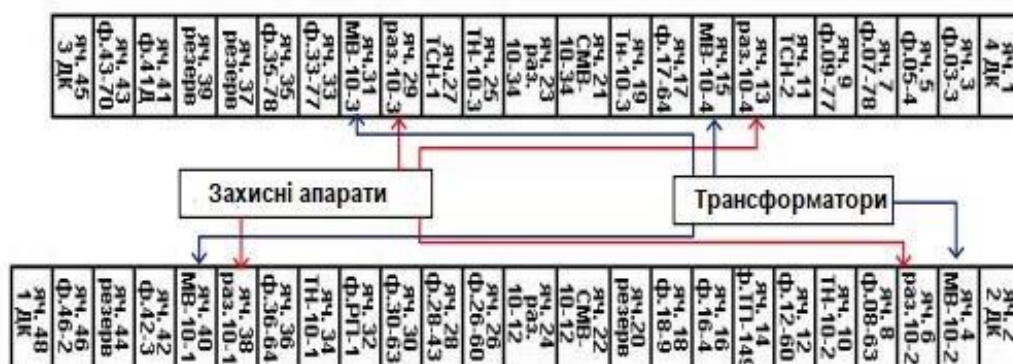 яч. 45
3 ДК
яч. 43
ф.43-70
яч. 41
ф.41Д
яч. 39
резерв
яч. 37
резерв
яч. 35
ф.35-78
яч. 33
ф.33-77
яч.31
МВ-10-3
яч. 29
раз.10-3
яч.27
ТСН-1
яч. 25
ТН-10-3
яч. 23
раз.
10-34
яч. 21
СМВ-
10-34
яч. 19
Тн-10-3
яч.17
ф.17-64
яч. 15
МВ-10-4
яч. 13
раз.10-4
яч. 11
ТСН-2
яч. 9
ф.09-77
яч. 7
ф.07-78
яч. 5
ф.05-4
яч. 3
ф.03-3
яч. 1
4 ДК
Захисні апарати
Трансформатори
яч. 48
1 ДК
яч. 46
ф.46-2
яч. 44
резерв
яч. 42
ф.42-3
яч. 40
МВ-10-1
яч. 38
раз.10-1
яч. 36
ф.36-64
яч. 34
ТН-10-1
яч. 32
ф.РП-1
яч. 30
ф.30-63
яч. 28
ф.28-43
яч. 26
ф.26-60
яч. 24
раз.
10-12
яч. 22
СМВ-
10-12
яч.20
резерв
яч. 18
ф.18-9
яч. 16
ф.16-4
яч. 14
ф.ТП-149
яч. 12
ф.12-60
яч. 10
ТН-10-2
яч. 8
ф.08-63
яч. 6
раз.10-2
яч. 4
МВ-10-2
яч. 2
2 ДК